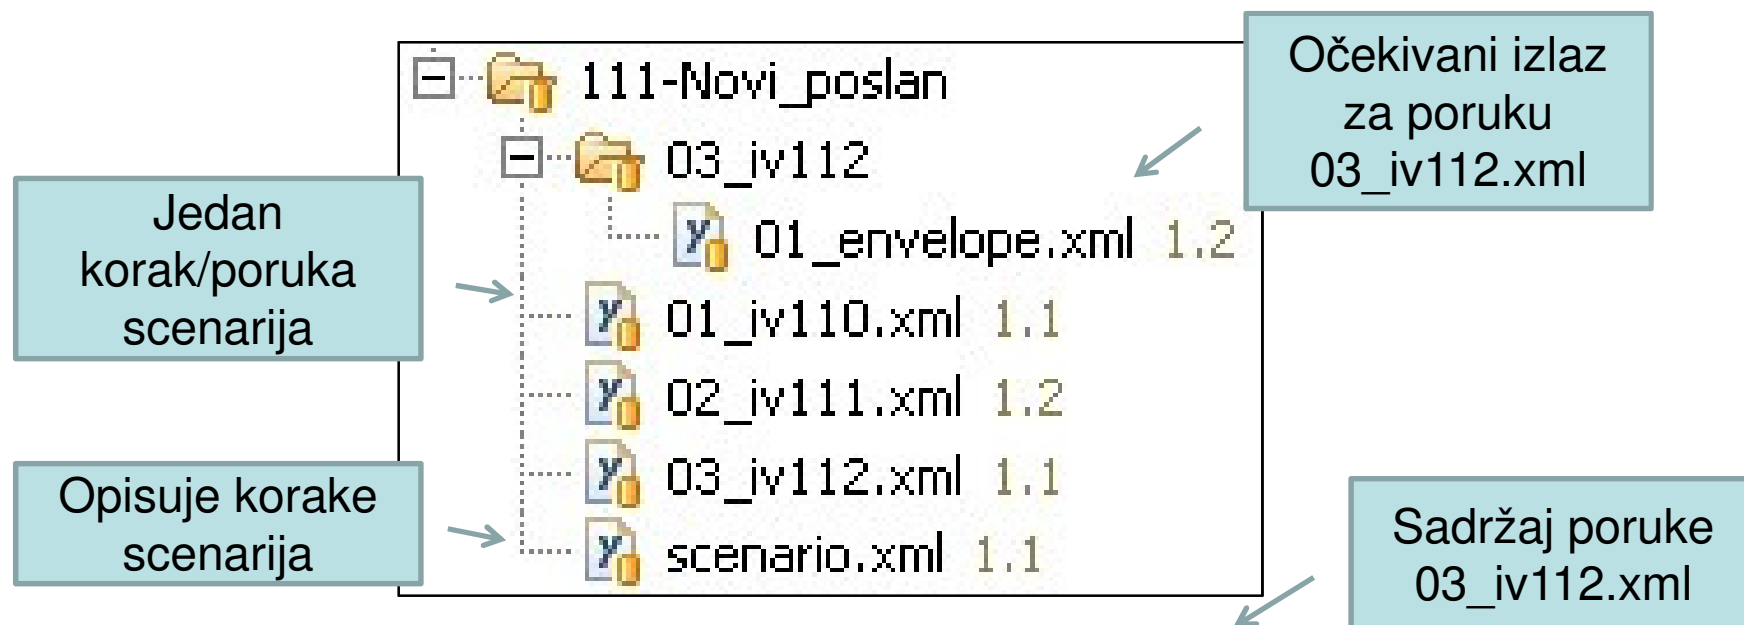 111-Novi_poslan
03_iv112
01_envelope.xml 1.2
01_iv110.xml 1.1
02_iv111.xml 1.2
03_iv112.xml 1.1
scenario.xml 1.1
Očekivani izlaz
za poruku
03_iv112.xml
Jedan
korak/poruka
scenarija
Opisuje korake
scenarija
Sadržaj poruke
03_iv112.xml